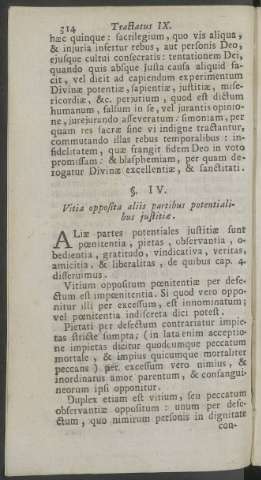 314 Tractatus IX.
hæc quinque: sacrilegium, quo vis aliqua,
& injuria infertur rebus, aut personis Deo,
ejusque cultui consecratis: tentationem Dei,
quando quis absque justa causa aliquid fa-
cit, vel dicit ad capiendum experimentum
Divinæ potentiæ, sapientiæ, justitiæ, mise-
ricordiæ, &c. perjurium, quod est dictum
humanum, falsum in se, vel jurantis opinio-
ne, jurejurando asseveratum: simoniam, per
quam res sacræ sine vi indigne tractantur,
commutando illas rebus temporalibus: in-
fidelitatem, quæ frangit fidem Deo in voto
promissam: & blasphemiam, per quam de-
rogatur Divinæ excellentiæ, & sanctitati.
§. IV.
Vitia opposita aliis partibus potentiali-
bus justitiæ.
Aliæ partes potentiales justitiæ sunt
pœnitentia, pietas, observantia, o-
bedientia, gratitudo, vindicativa, veritas,
amicitia, & liberalitas, de quibus cap. 4.
disseruimus.
Vitium oppositum pœnitentiæ per defe-
ctum est impœnitentia. Si quod vero oppo-
nitur illi per excessum, est innominatum;
vel pœnitentia indiscreta dici potest.
Pietati per defectum contrariatur impie-
tas stricte sumpta; (in lata enim acceptio-
ne impietas dicitur quodcumque peccatum
mortale, & impius quicumque mortaliter
peccans) per excessum vero nimius, &
inordinatus amor parentum, & consangui-
neorum ipsi opponitur.
Duplex etiam est vitium, seu peccatum
observantiæ oppositum: unum per defe-
ctum, quo nimirum personis in dignitate
con-